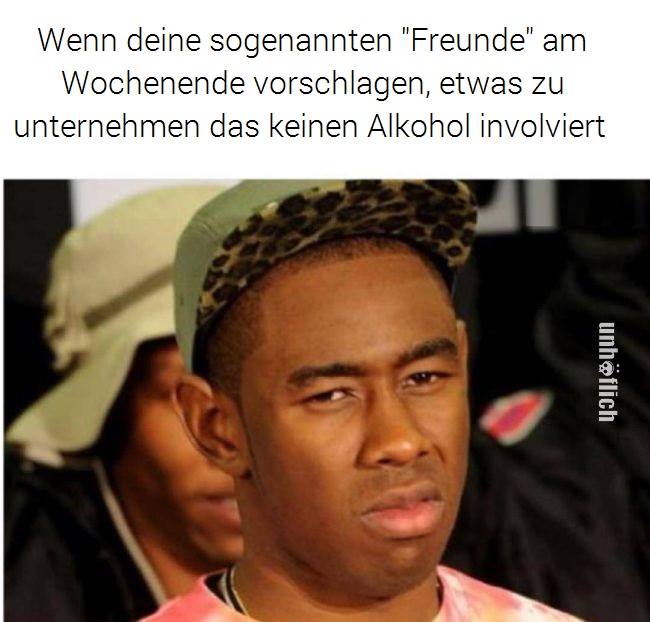 Wenn deine sogenannten "Freunde" am
Wochenende vorschlagen, etwas zu
unternehmen das keinen Alkohol involviert
unhöflich